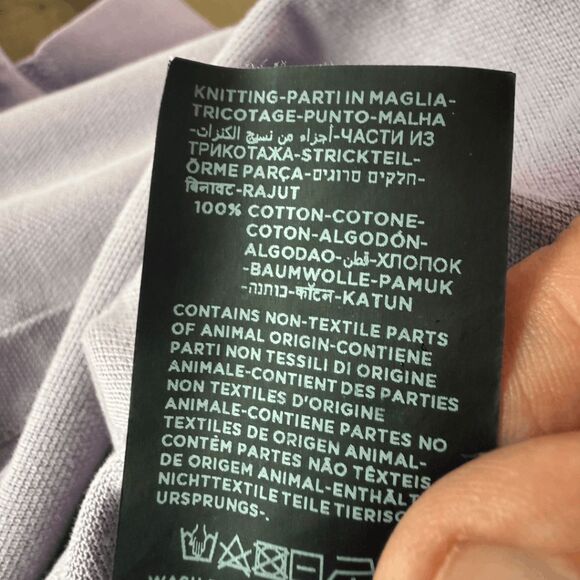 KNITTING-PARTI IN MAGLIA-
TRICOTAGE-PUNTO-MALHA
-أجزاء من نسيج الكنزات-ЧАСТИ ИЗ
ТРИКОТАЖА-STRICKTEIL-
ÖRME PARÇA-חלקים סרוגים-
बिनावट-RAJUT
100% COTTON-COTONE-
COTON-ALGODÓN-
ALGODAO-قطن-ХЛОПОК
-BAUMWOLLE-PAMUK
-כותנה-कॉटन-KATUN
CONTAINS NON-TEXTILE PARTS
OF ANIMAL ORIGIN-CONTIENE
PARTI NON TESSILI DI ORIGINE
ANIMALE-CONTIENT DES PARTIES
NON TEXTILES D'ORIGINE
ANIMALE-CONTIENE PARTES NO
TEXTILES DE ORIGEN ANIMAL-
CONTÉM PARTES NÃO TÊXTEIS
DE ORIGEM ANIMAL-ENTHÄLT
NICHTTEXTILE TEILE TIERISC
URSPRUNGS-.